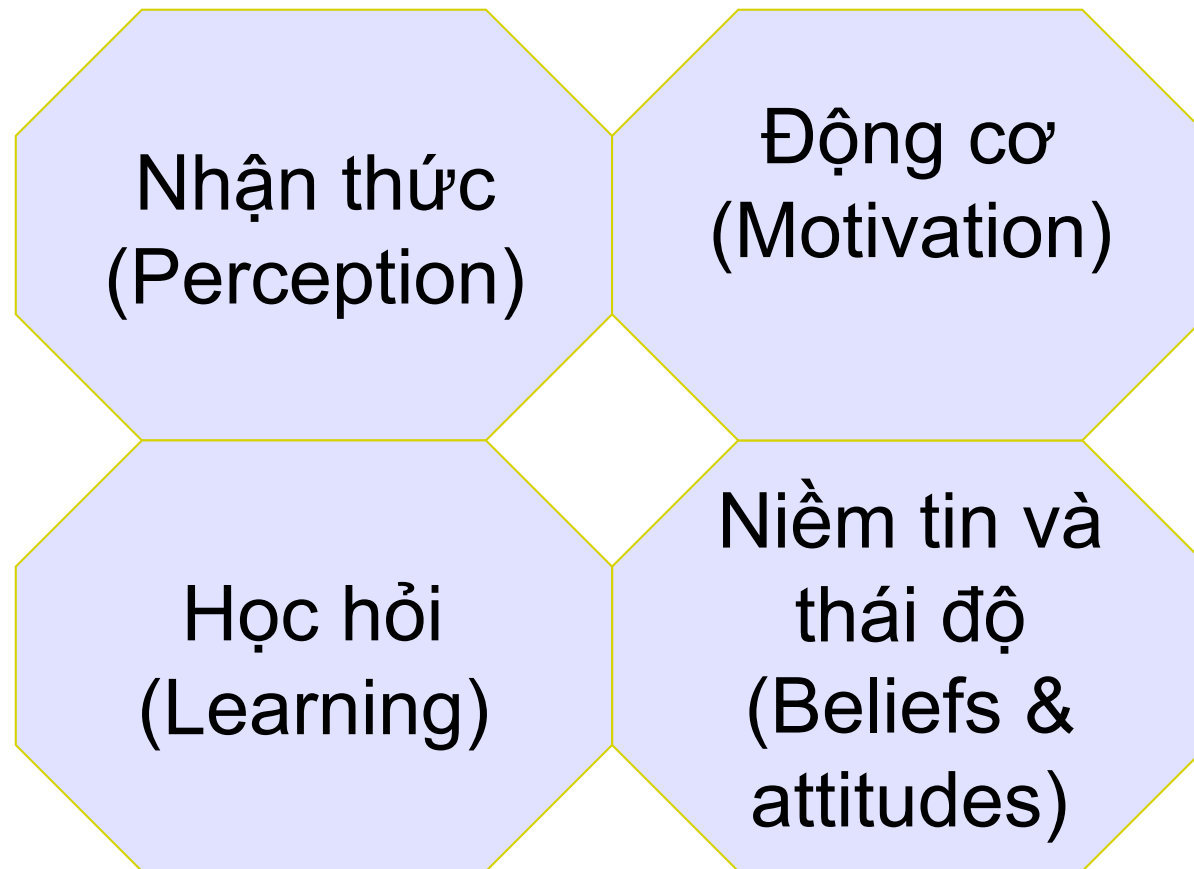 Nhận thức
(Perception)
Động cơ
(Motivation)
Học hỏi
(Learning)
Niềm tin và
thái độ
(Beliefs &
attitudes)